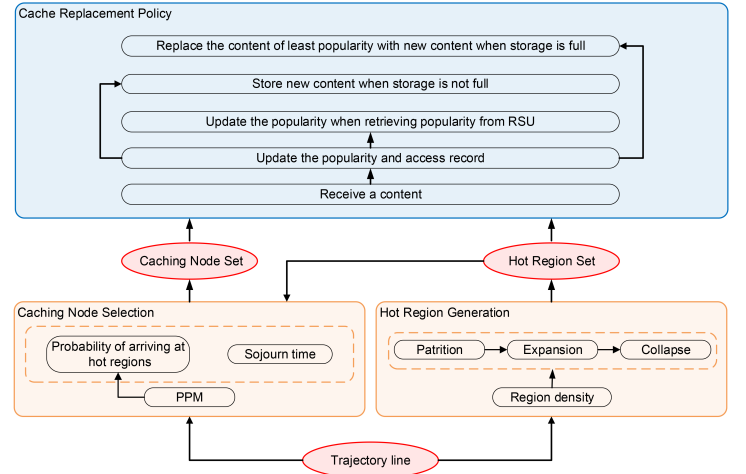 Cache Replacement Policy
Replace the content of least popularity with new content when storage is full
Store new content when storage is not full
Update the popularity when retrieving popularity from RSU
Update the popularity and access record
Receive a content
Caching Node Set
Hot Region Set
Caching Node Selection
Probability of arriving at
hot regions
Sojourn time
PPM
Hot Region Generation
Patrition
Expansion
Collapse
Region density
Trajectory line